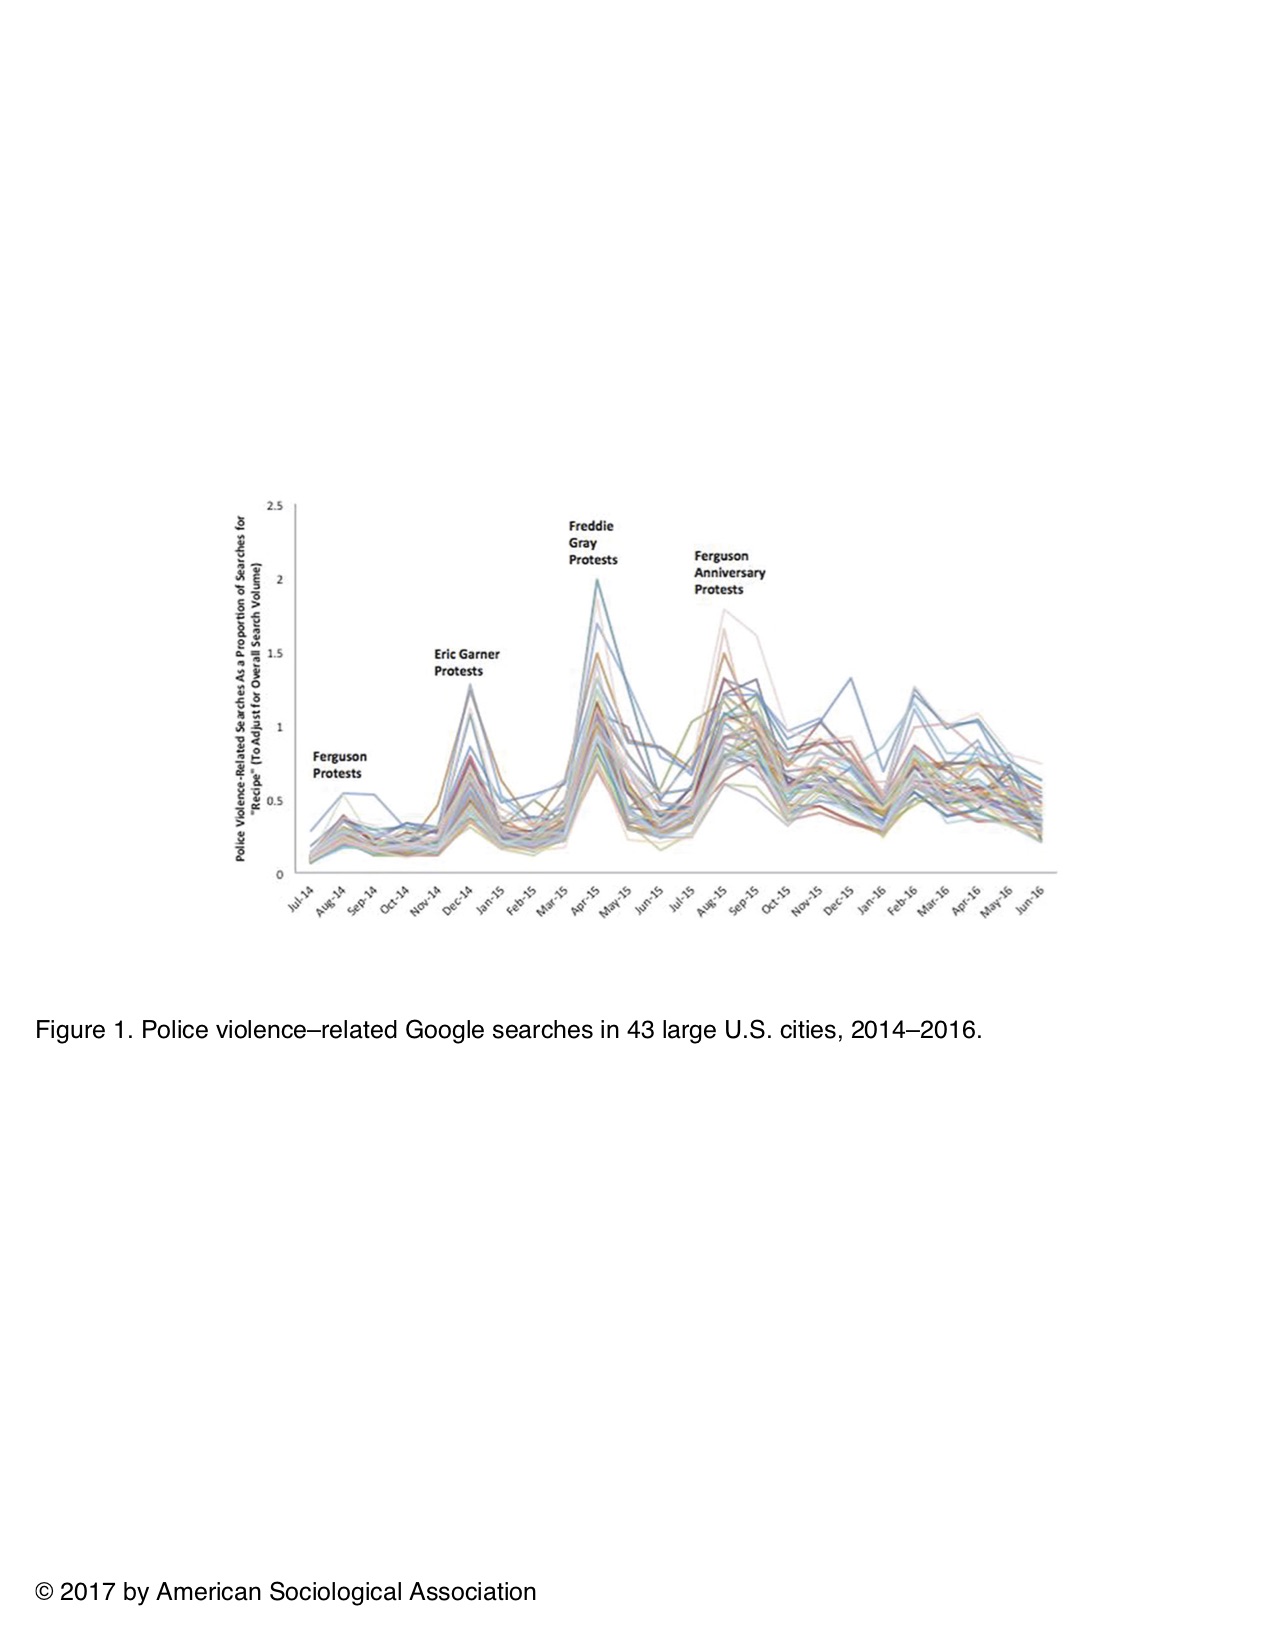 Police Violence-Related Searches As a Proportion of Searches for
"Recipe" (To Adjust for Overall Search Volume)
2.5
2
1.5
1
0.5
0
Ferguson
Protests
Eric Garner
Protests
Freddie
Gray
Protests
Ferguson
Anniversary
Protests
Jul-14
Aug-14
Sep-14
Oct-14
Nov-14
Dec-14
Jan-15
Feb-15
Mar-15
Apr-15
May-15
Jun-15
Jul-15
Aug-15
Sep-15
Oct-15
Nov-15
Dec-15
Jan-16
Feb-16
Mar-16
Apr-16
May-16
Jun-16
Figure 1. Police violence–related Google searches in 43 large U.S. cities, 2014–2016.
© 2017 by American Sociological Association